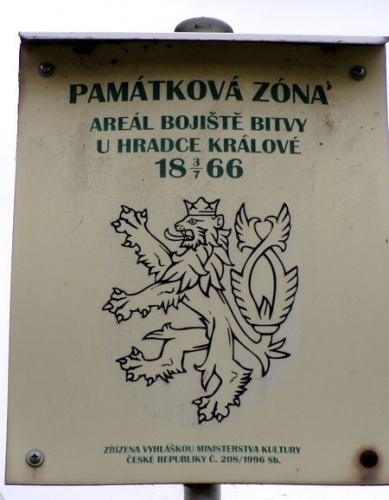 PAMÁTKOVÁ ZÓNA
AREÁL BOJIŠTĚ BITVY
U HRADCE KRÁLOVÉ
18 3/7 66
ZŘÍZENA VYHLÁŠKOU MINISTERSTVA KULTURY
ČESKÉ REPUBLIKY Č. 208/1996 Sb.